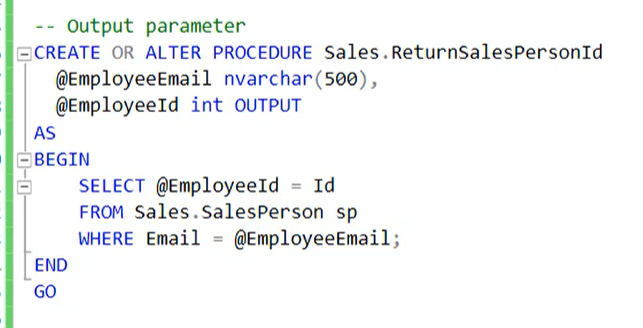 -- Output parameter
CREATE OR ALTER PROCEDURE Sales.ReturnSalesPersonId
@EmployeeEmail nvarchar(500),
@EmployeeId int OUTPUT
AS
BEGIN
SELECT @EmployeeId = Id
FROM Sales.SalesPerson sp
WHERE Email = @EmployeeEmail;
END
GO